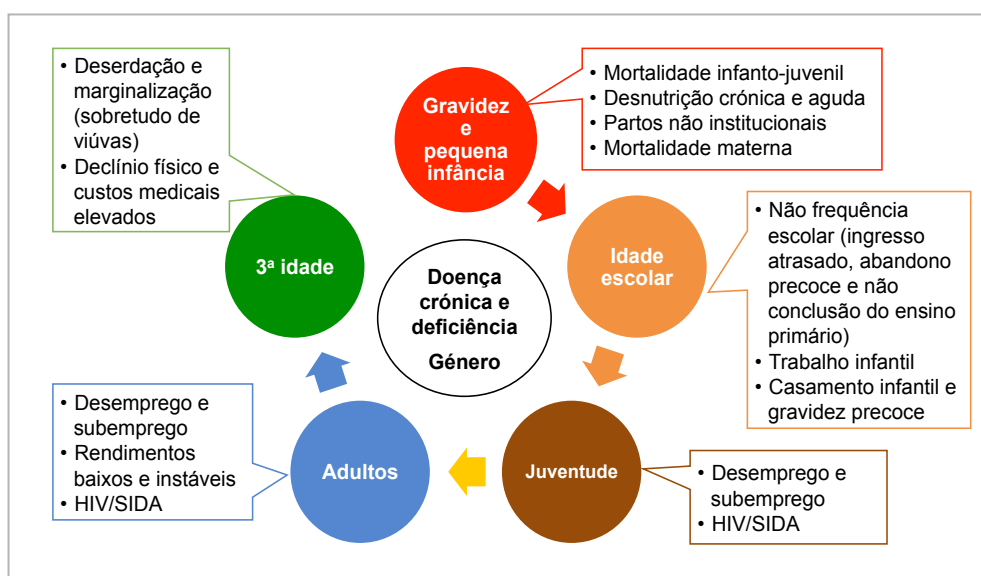 • Deserdação e
marginalização
(sobretudo de
viúvas)
• Declínio físico e
custos medicais
elevados
Gravidez
e
pequena
infância
• Mortalidade infanto-juvenil
• Desnutrição crónica e aguda
• Partos não institucionais
• Mortalidade materna
3ª idade
Doença
crónica e
deficiência
Género
Idade
escolar
• Não frequência
escolar (ingresso
atrasado, abandono
precoce e não
conclusão do ensino
primário)
• Trabalho infantil
• Casamento infantil e
gravidez precoce
• Desemprego e
subemprego
• Rendimentos
baixos e instáveis
• HIV/SIDA
Adultos
Juventude
• Desemprego e
subemprego
• HIV/SIDA